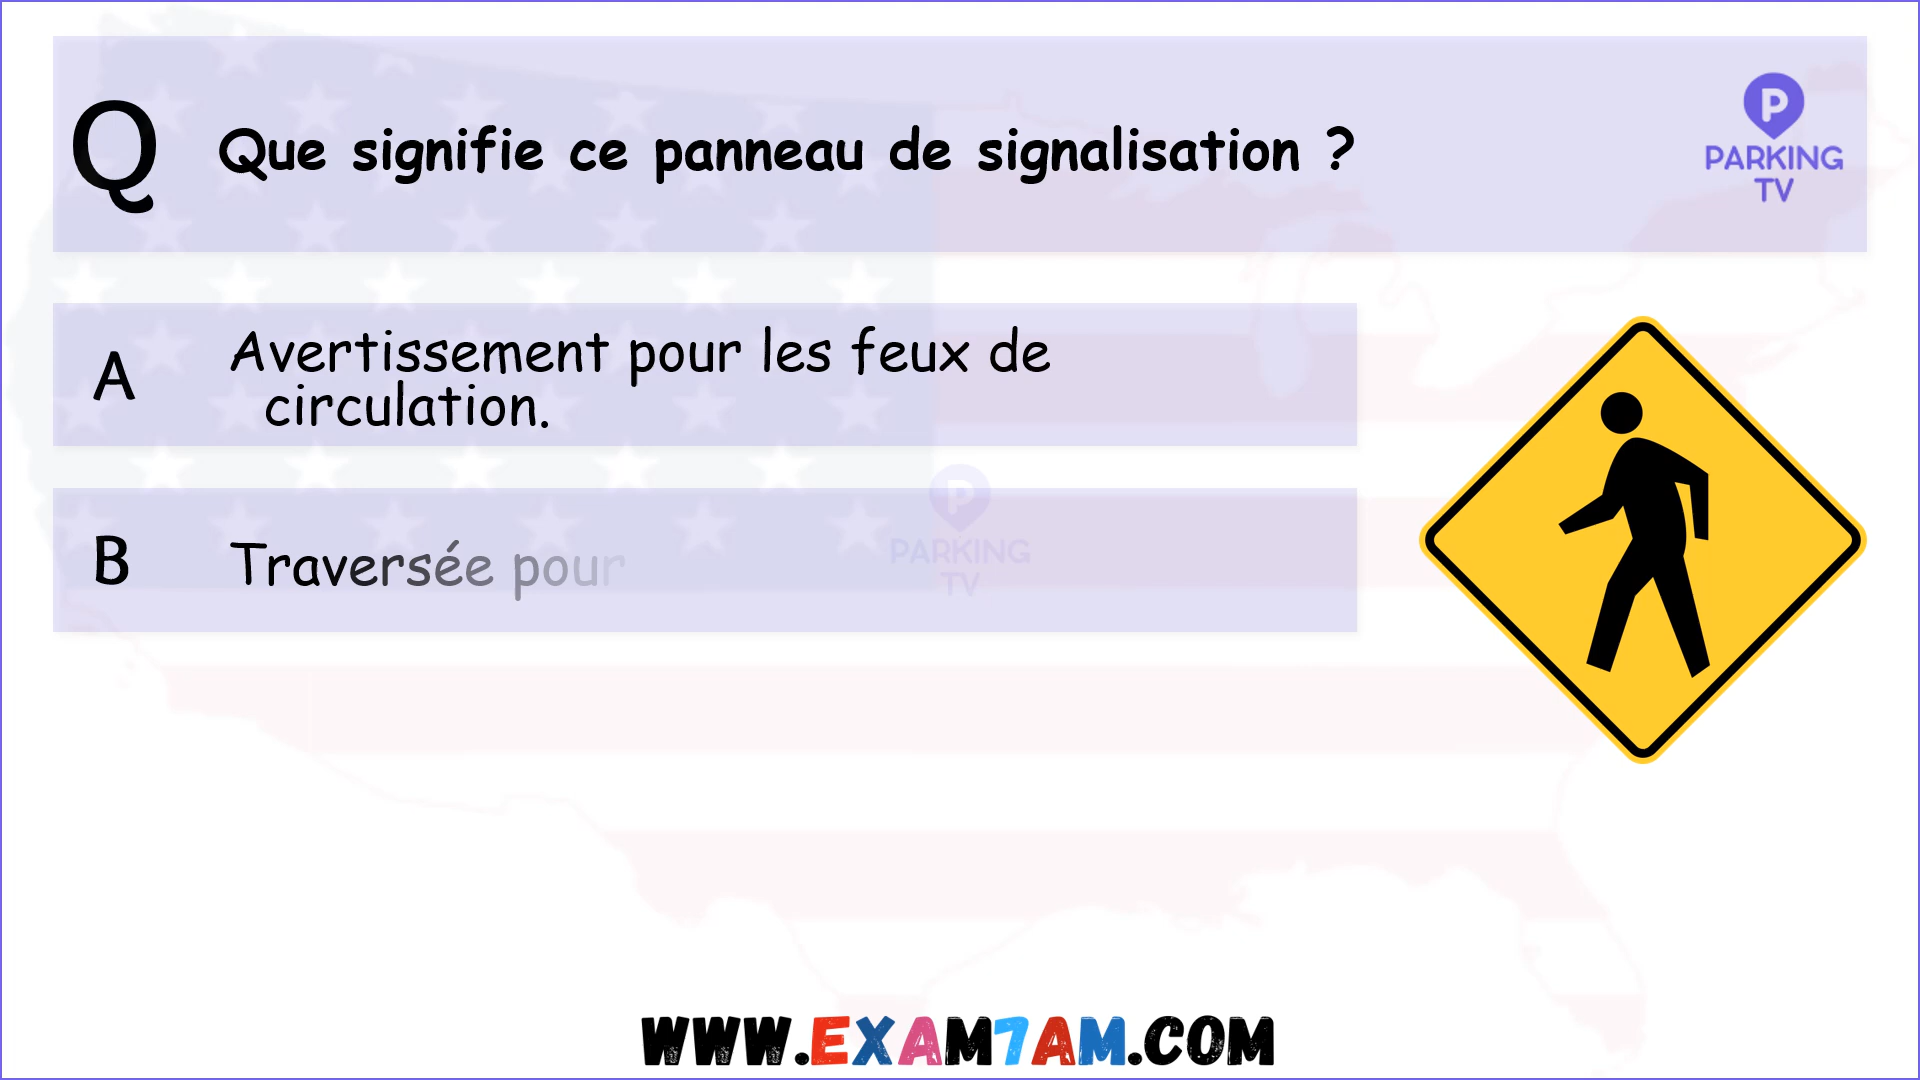 Q Que signifie ce panneau de signalisation ?
P
PARKING
TV
A Avertissement pour les feux de
circulation.
B Traversée pour
P
PARKING
TV
WWW.EXAM7AM.COM